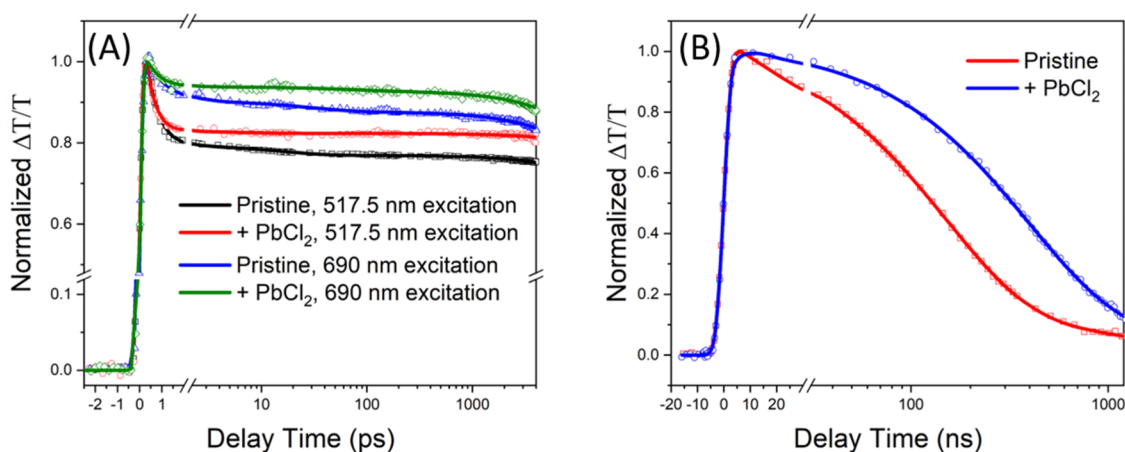 (A)
Normalized ΔT/T
1.0
0.8
0.6
0.1
0.0
Pristine, 517.5 nm excitation
+ PbCl₂, 517.5 nm excitation
Pristine, 690 nm excitation
+ PbCl₂, 690 nm excitation
-2 -1 0 1 10 100 1000
Delay Time (ps)
(B)
Normalized ΔT/T
1.0
0.8
0.6
0.4
0.2
0.0
Pristine
+ PbCl₂
-20 -10 0 10 20 100 1000
Delay Time (ns)